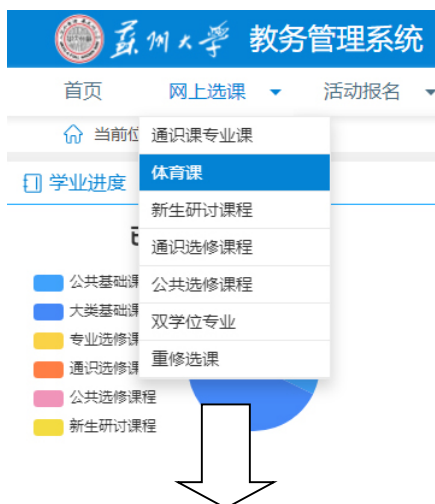 蘇州大學 教务管理系统
首页 网上选课 活动报名
当前位
通识课专业课
体育课
新生研讨课程
通识选修课程
公共选修课程
双学位专业
重修选课
学业进度
公共基础课
大类基础课
专业选修课
通识选修课
公共选修课程
新生研讨课程